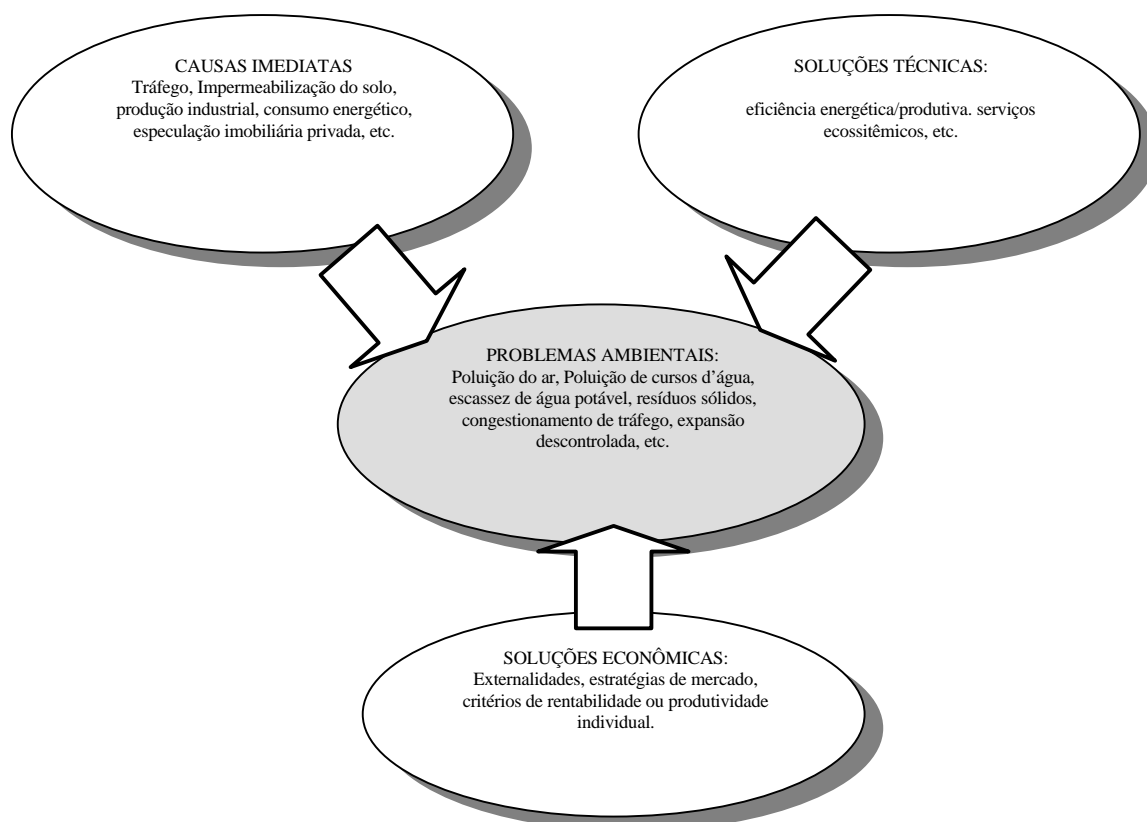 CAUSAS IMEDIATAS
Tráfego, Impermeabilização do solo,
produção industrial, consumo energético,
especulação imobiliária privada, etc.
SOLUÇÕES TÉCNICAS:
eficiência energética/produtiva. serviços
ecossitêmicos, etc.
PROBLEMAS AMBIENTAIS:
Poluição do ar, Poluição de cursos d’água,
escassez de água potável, resíduos sólidos,
congestionamento de tráfego, expansão
descontrolada, etc.
SOLUÇÕES ECONÔMICAS:
Externalidades, estratégias de mercado,
critérios de rentabilidade ou produtividade
individual.